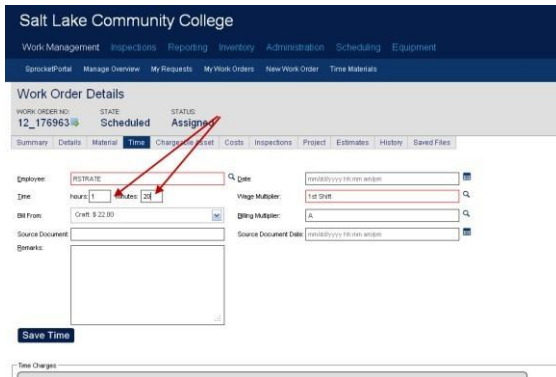 Salt Lake Community College
Work Management Inspections Reporting Inventory Administration Scheduling Equipment
SprocketPortal Manage Overview My Requests My Work Orders New Work Order Time Materials
Work Order Details
WORK ORDER NO: STATE: STATUS:
12_176963 Scheduled Assigned
Summary Details Material Time Chargeable Asset Costs Inspections Project Estimates History Saved Files
Employee: RSTRATE Date: mm/dd/yyyy hh:mm am/pm
Time: hours: 1 minutes: 20 Wage Multiplier: 1st Shift
Bill From: Craft: $ 22.00 Billing Multiplier: A
Source Document: Source Document Date: mm/dd/yyyy hh:mm am/pm
Remarks:
Save Time
Time Charges